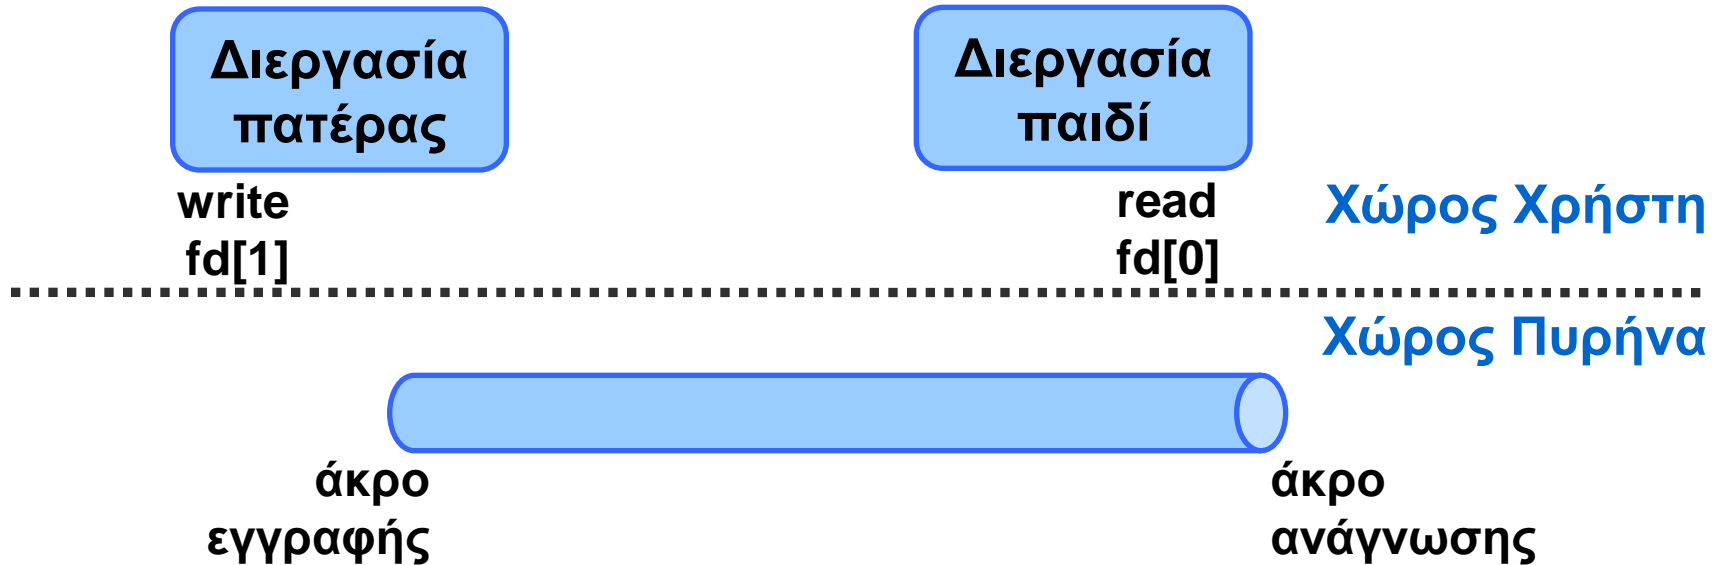 Διεργασία
πατέρας
Διεργασία
παιδί
write
fd[1]
read
fd[0]
Χώρος Χρήστη
Χώρος Πυρήνα
άκρο
εγγραφής
άκρο
ανάγνωσης